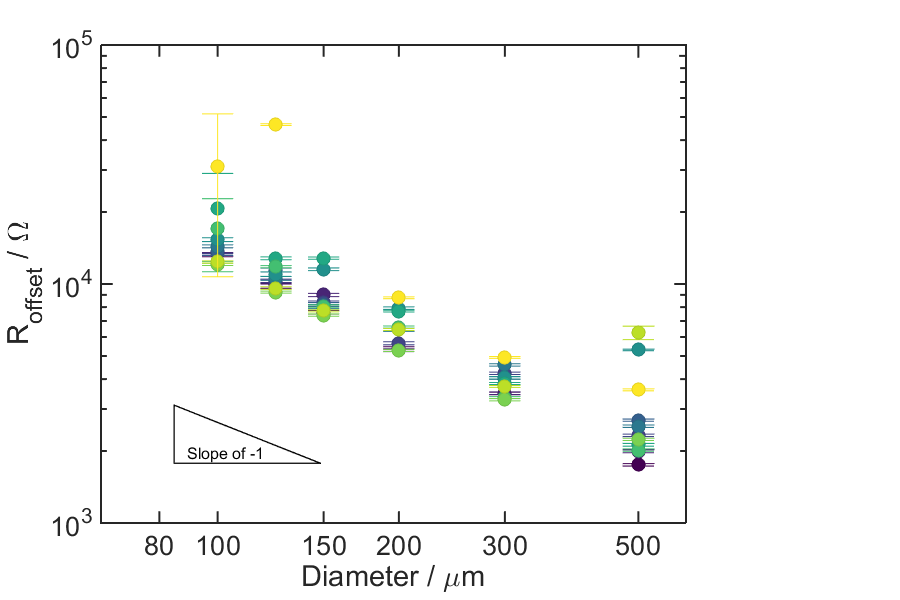 10^5
10^4
10^3
R_offset / Ω
Slope of -1
80 100 150 200 300 500
Diameter / μm